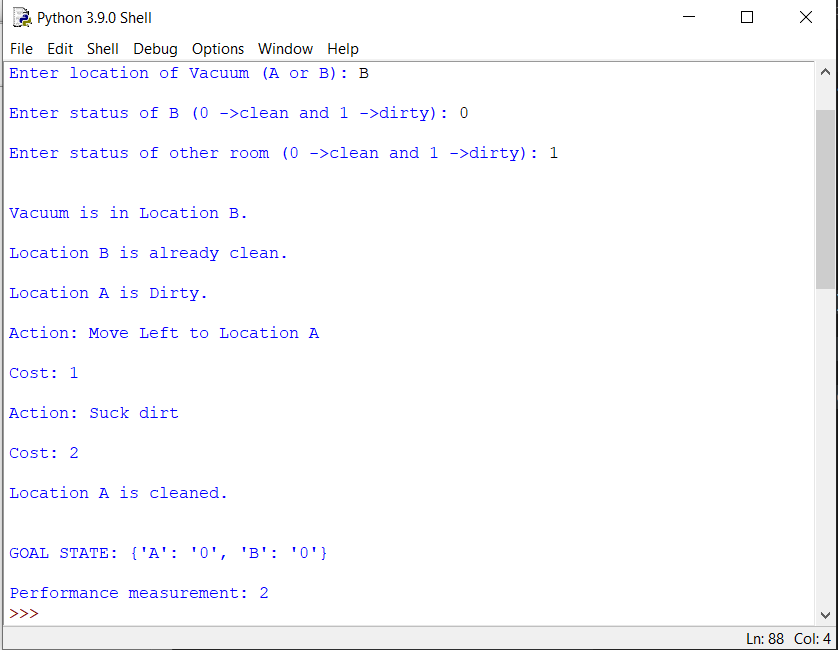 Python 3.9.0 Shell
File Edit Shell Debug Options Window Help
Enter location of Vacuum (A or B): B
Enter status of B (0 ->clean and 1 ->dirty): 0
Enter status of other room (0 ->clean and 1 ->dirty): 1
Vacuum is in Location B.
Location B is already clean.
Location A is Dirty.
Action: Move Left to Location A
Cost: 1
Action: Suck dirt
Cost: 2
Location A is cleaned.
GOAL STATE: {'A': '0', 'B': '0'}
Performance measurement: 2
>>>
Ln: 88 Col: 4